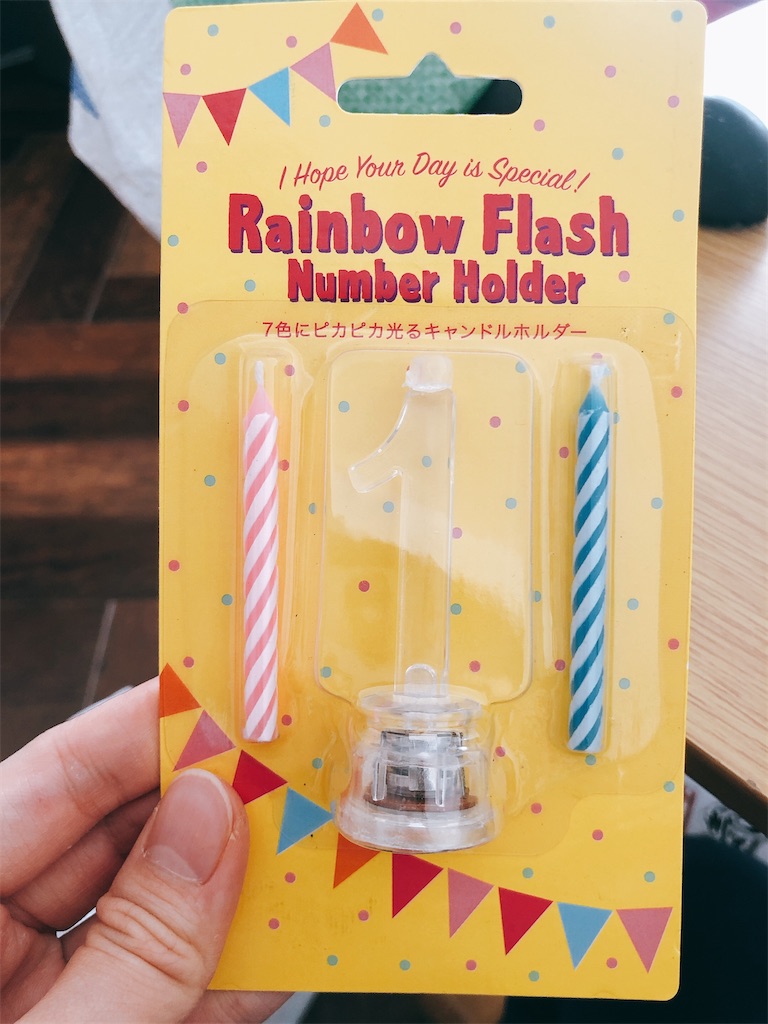 I Hope Your Day is Special!
Rainbow Flash
Number Holder
7色にピカピカ光るキャンドルホルダー